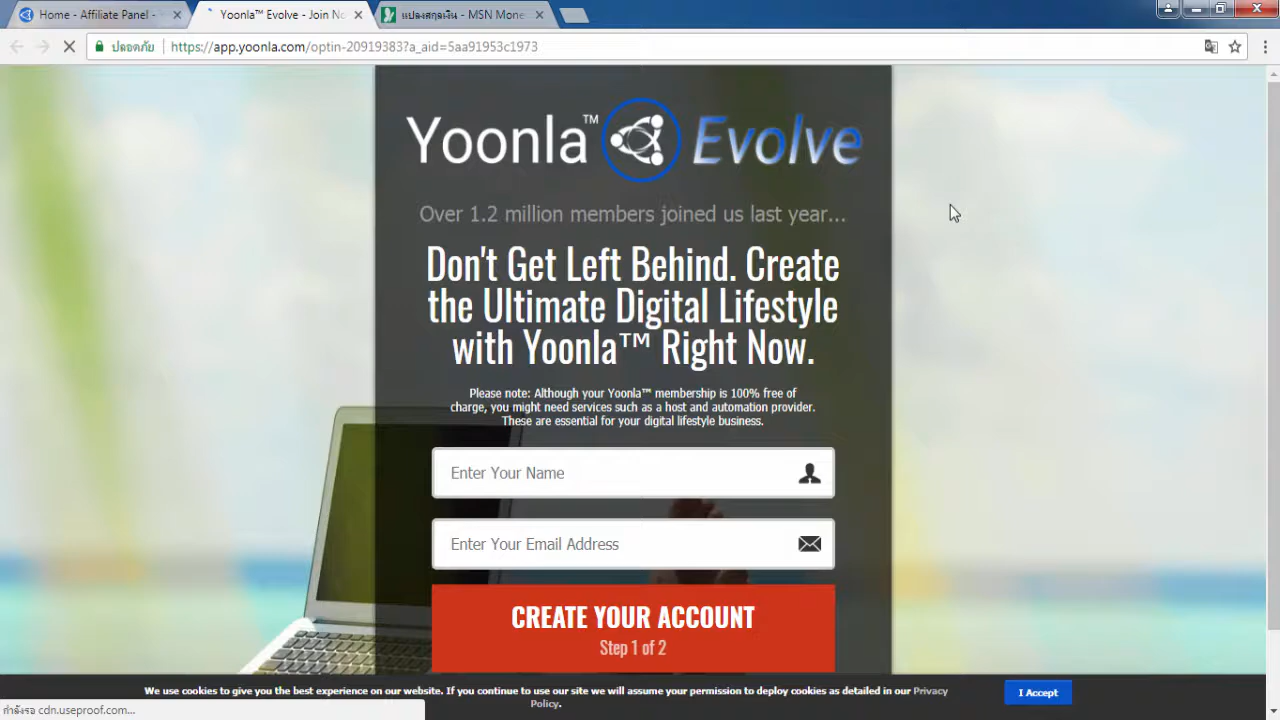 Home - Affiliate Panel -
Yoonla™ Evolve - Join No
แปลงสกุลเงิน - MSN Mone
ปลอดภัย
https://app.yoonla.com/optin-20919383?a_aid=5aa91953c1973
Yoonla™ Evolve
Over 1.2 million members joined us last year...
Don't Get Left Behind. Create
the Ultimate Digital Lifestyle
with Yoonla™ Right Now.
Please note: Although your Yoonla™ membership is 100% free of
charge, you might need services such as a host and automation provider.
These are essential for your digital lifestyle business.
Enter Your Name
Enter Your Email Address
CREATE YOUR ACCOUNT
Step 1 of 2
We use cookies to give you the best experience on our website. If you continue to use our site we will assume your permission to deploy cookies as detailed in our Privacy
Policy.
I Accept
กำลังรอ cdn.useproof.com...